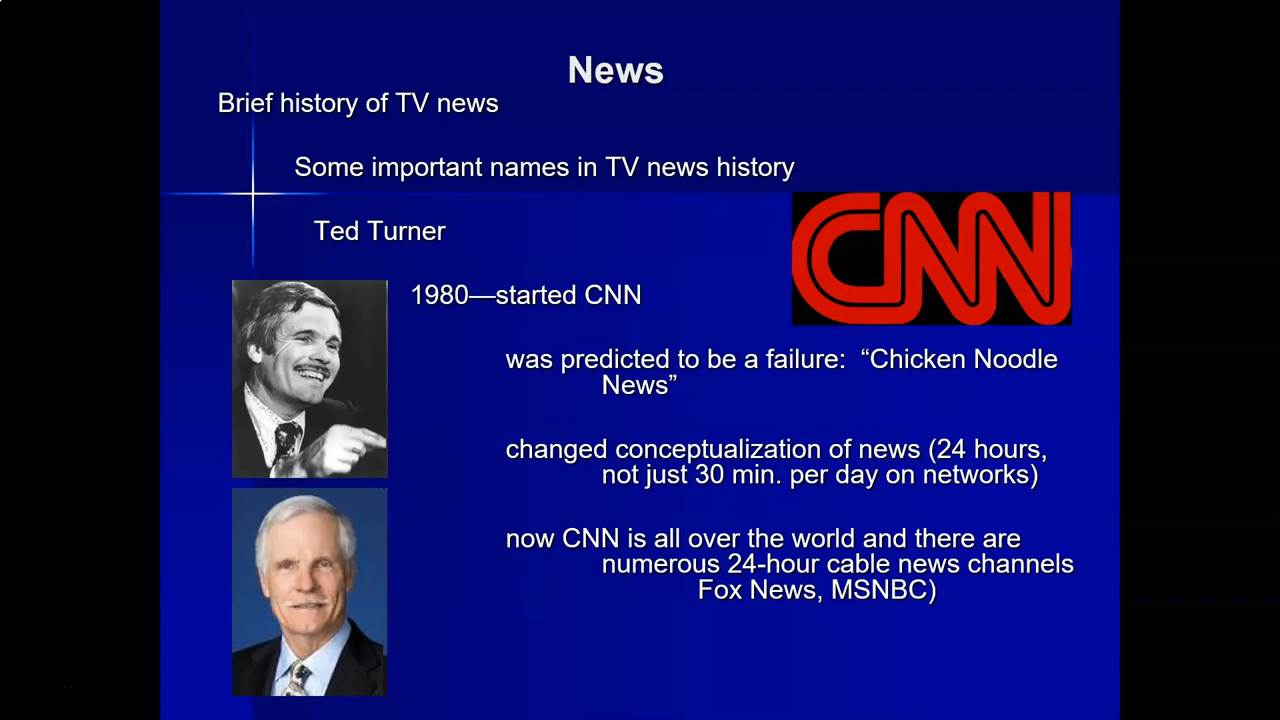 News
Brief history of TV news
Some important names in TV news history
CNN
Ted Turner
1980—started CNN
was predicted to be a failure:  “Chicken Noodle
News”
changed conceptualization of news (24 hours,
not just 30 min. per day on networks)
now CNN is all over the world and there are
numerous 24-hour cable news channels
Fox News, MSNBC)